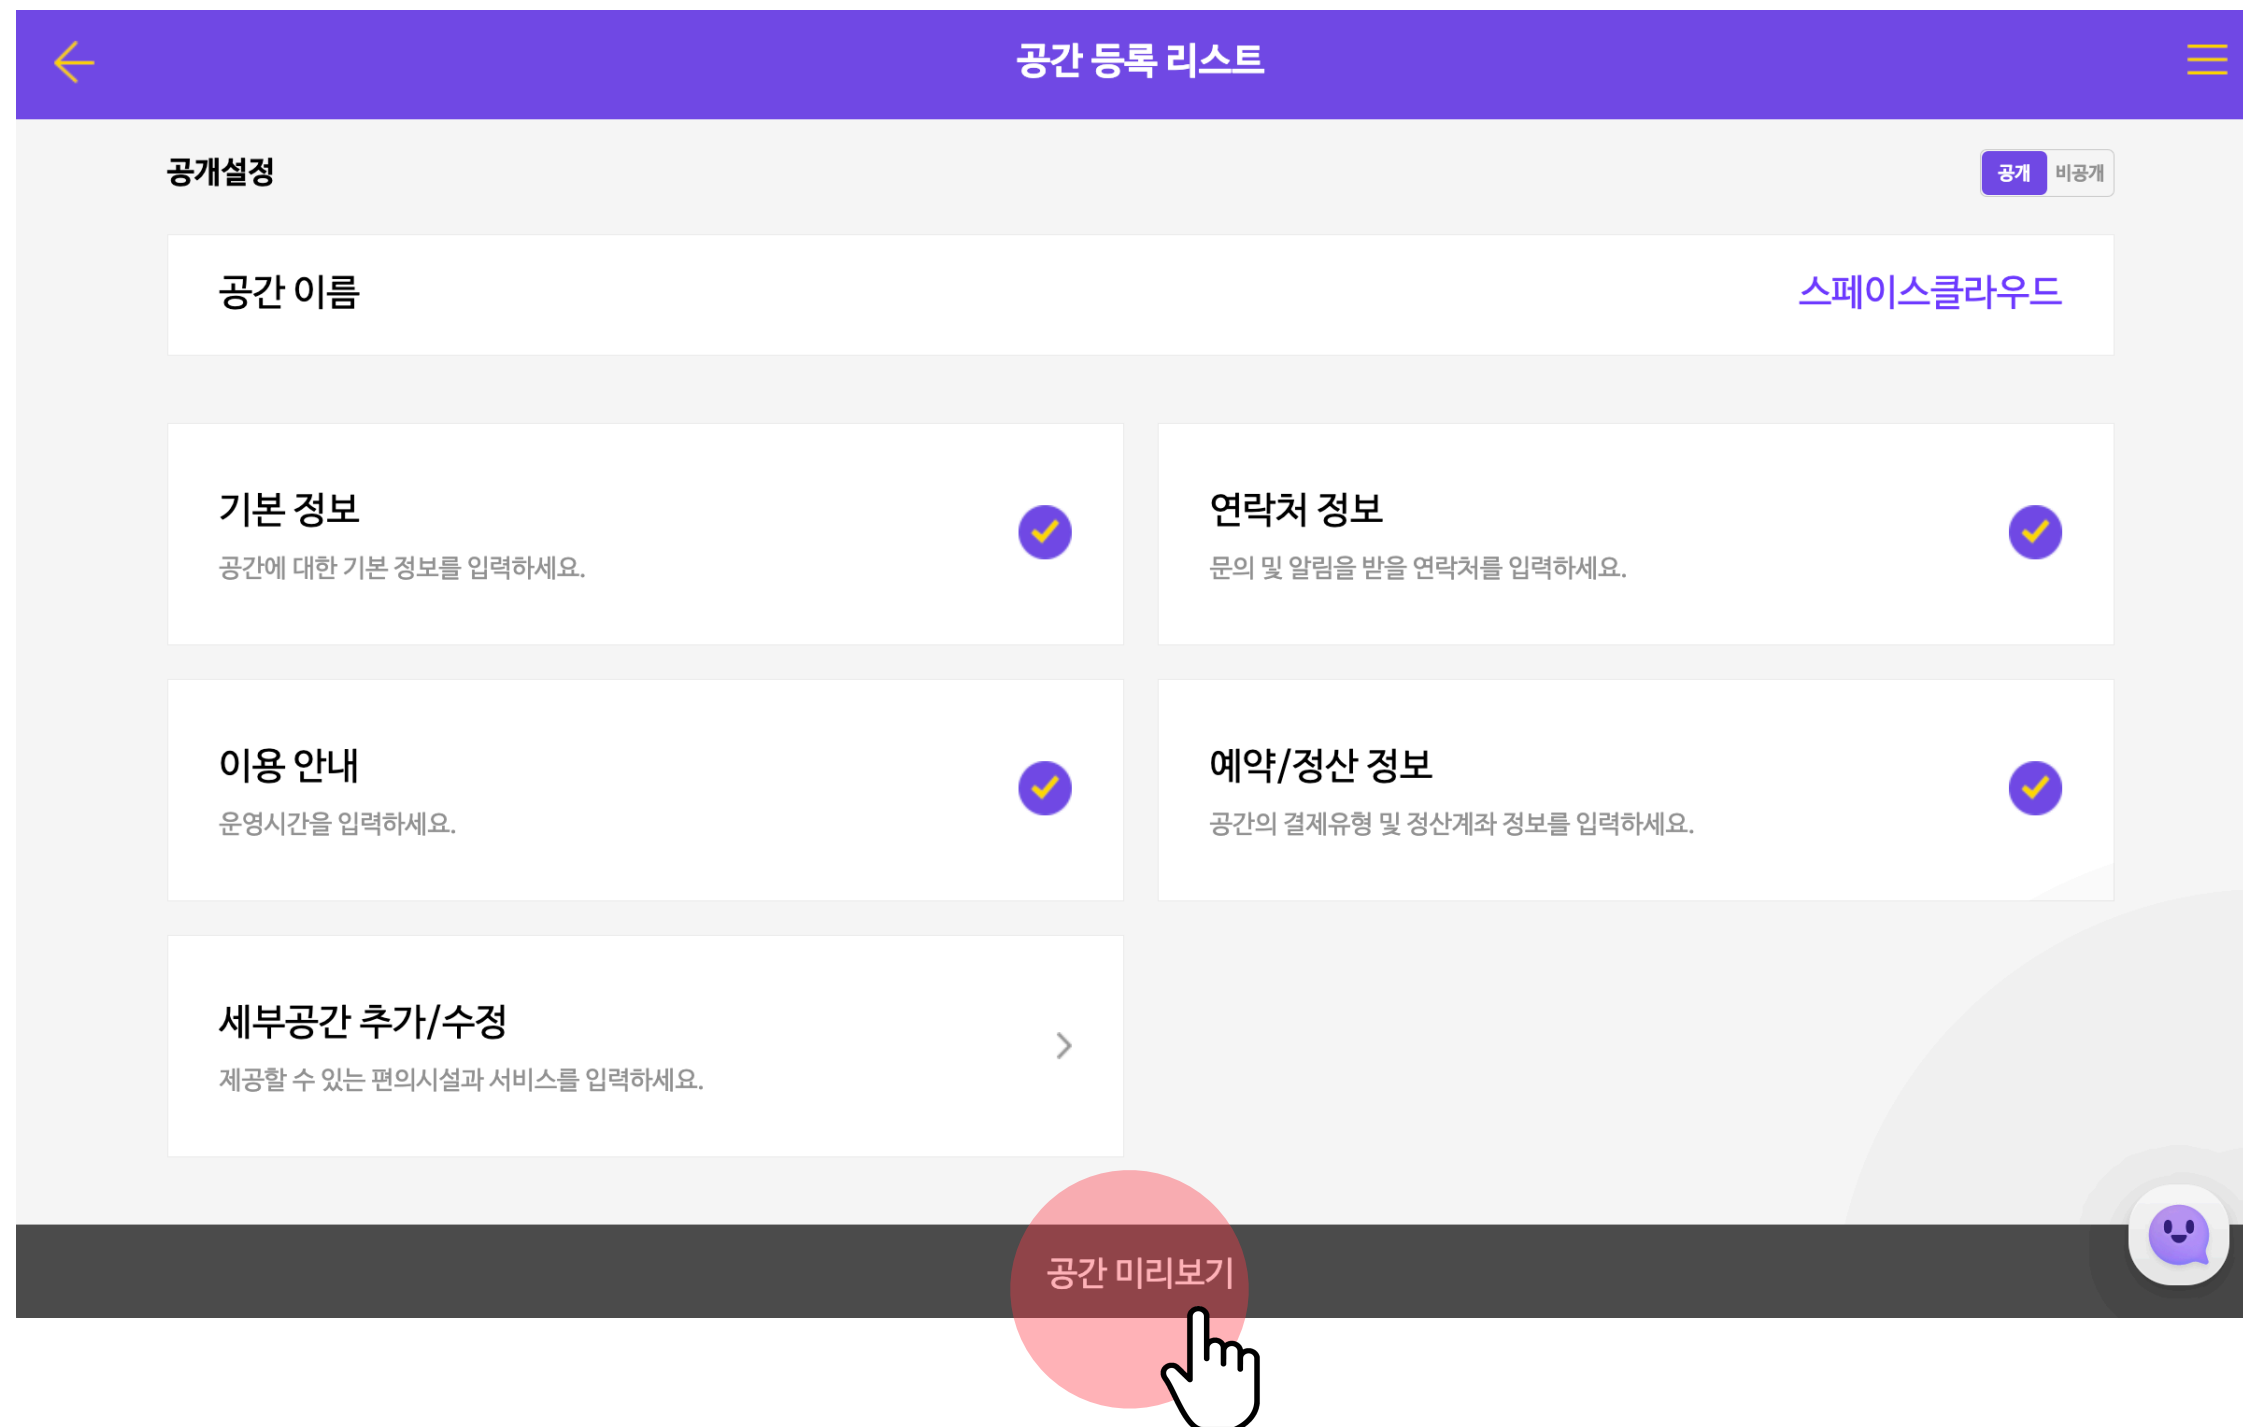 공간 등록 리스트
공개설정
공개 비공개
공간 이름
스페이스클라우드
기본 정보
공간에 대한 기본 정보를 입력하세요.
연락처 정보
문의 및 알림을 받을 연락처를 입력하세요.
이용 안내
운영시간을 입력하세요.
예약/정산 정보
공간의 결제유형 및 정산계좌 정보를 입력하세요.
세부공간 추가/수정
제공할 수 있는 편의시설과 서비스를 입력하세요.
공간 미리보기